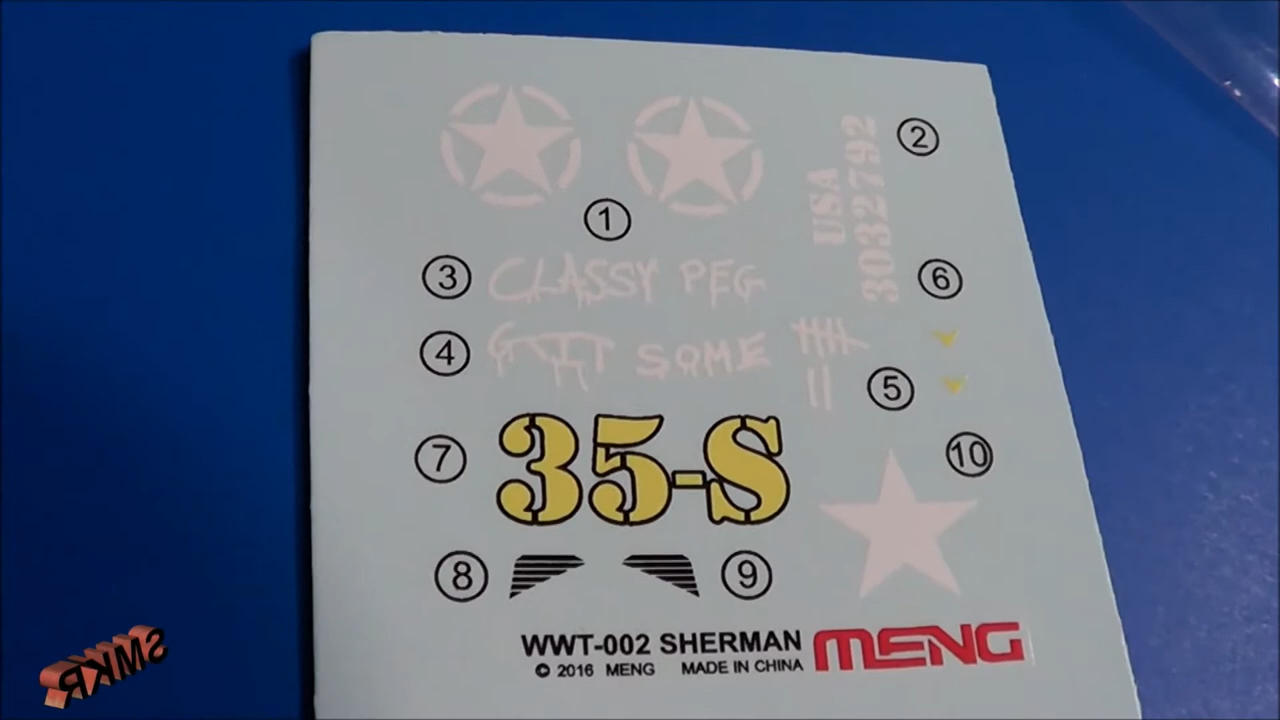 2
USA
3032792
1
3 CLASSY PEG
6
4 GIT SOME
5
7 35-S
10
8 9
WWT-002 SHERMAN MENG
© 2016 MENG MADE IN CHINA
SMKR